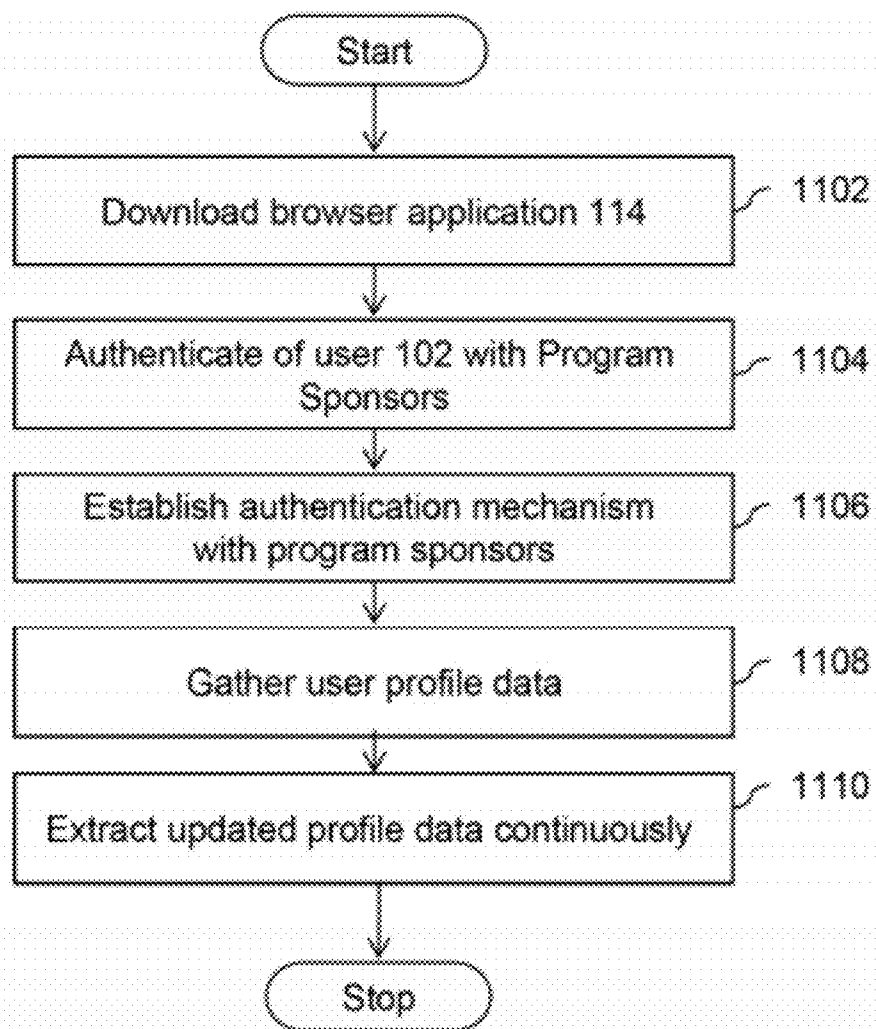 Start
Download browser application 114
1102
Authenticate of user 102 with Program
Sponsors
1104
Establish authentication mechanism
with program sponsors
1106
Gather user profile data
1108
Extract updated profile data continuously
1110
Stop